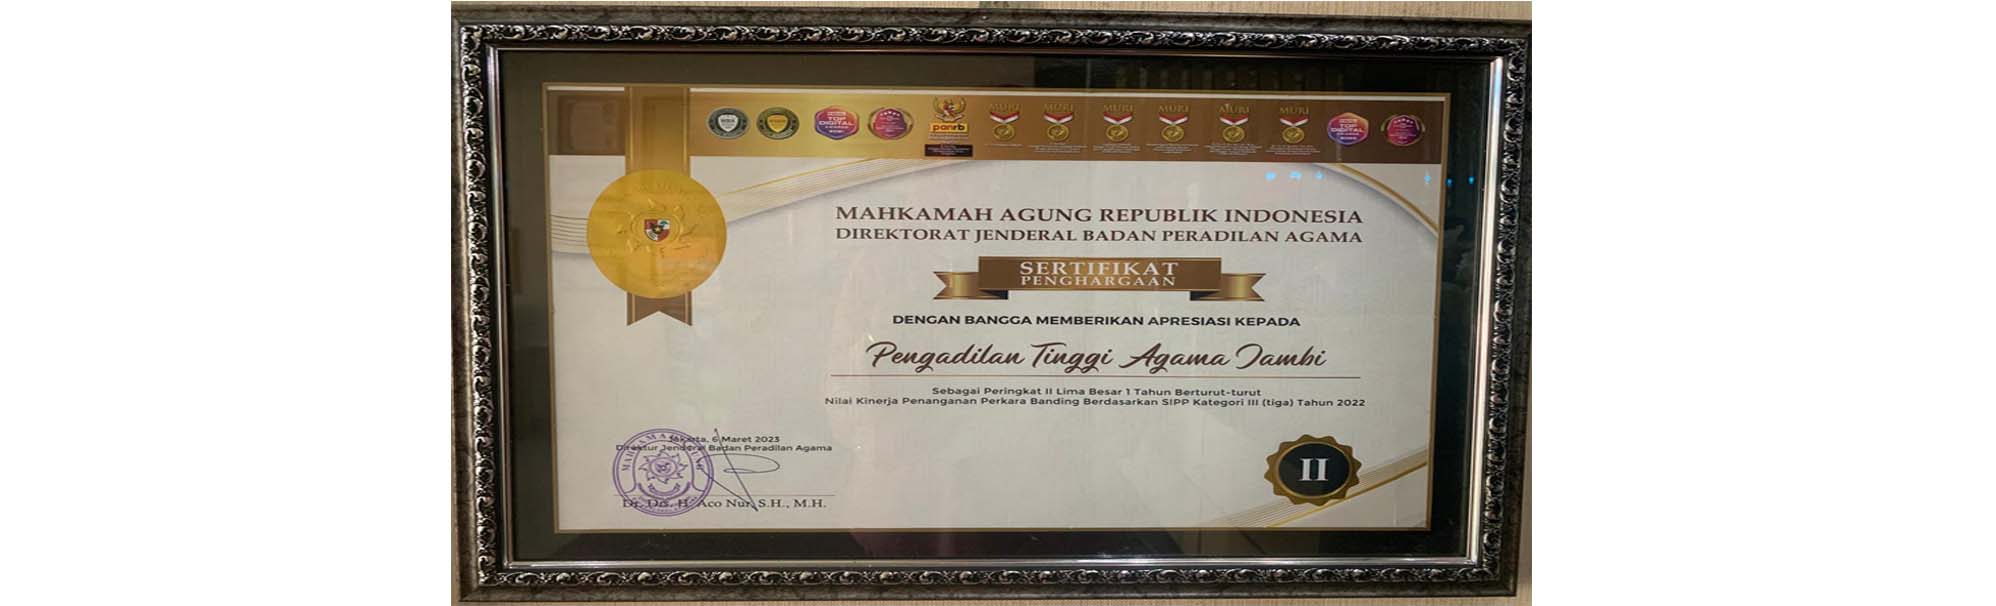 TOP DIGITAL
panrb
MURI
MURI
MURI
MURI
MURI
MURI
TOP DIGITAL
MAHKAMAH AGUNG REPUBLIK INDONESIA
DIREKTORAT JENDERAL BADAN PERADILAN AGAMA
SERTIFIKAT
PENGHARGAAN
DENGAN BANGGA MEMBERIKAN APRESIASI KEPADA
Pengadilan Tinggi Agama Jambi
Sebagai Peringkat II Lima Besar 1 Tahun Berturut-turut
Nilai Kinerja Penanganan Perkara Banding Berdasarkan SIPP Kategori III (tiga) Tahun 2022
Jakarta, 6 Maret 2023
Direktur Jenderal Badan Peradilan Agama
Dr. Drs. H. Aco Nur, S.H., M.H.
II